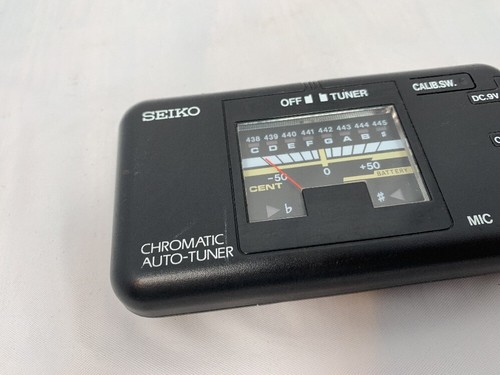 SEIKO
OFF TUNER
CALIB.SW.
DC.9V
438 439 440 441 442 443 444 445
C D E F G A B #
-50 0 +50
CENT
BATTERY
♭
#
MIC
CHROMATIC
AUTO-TUNER